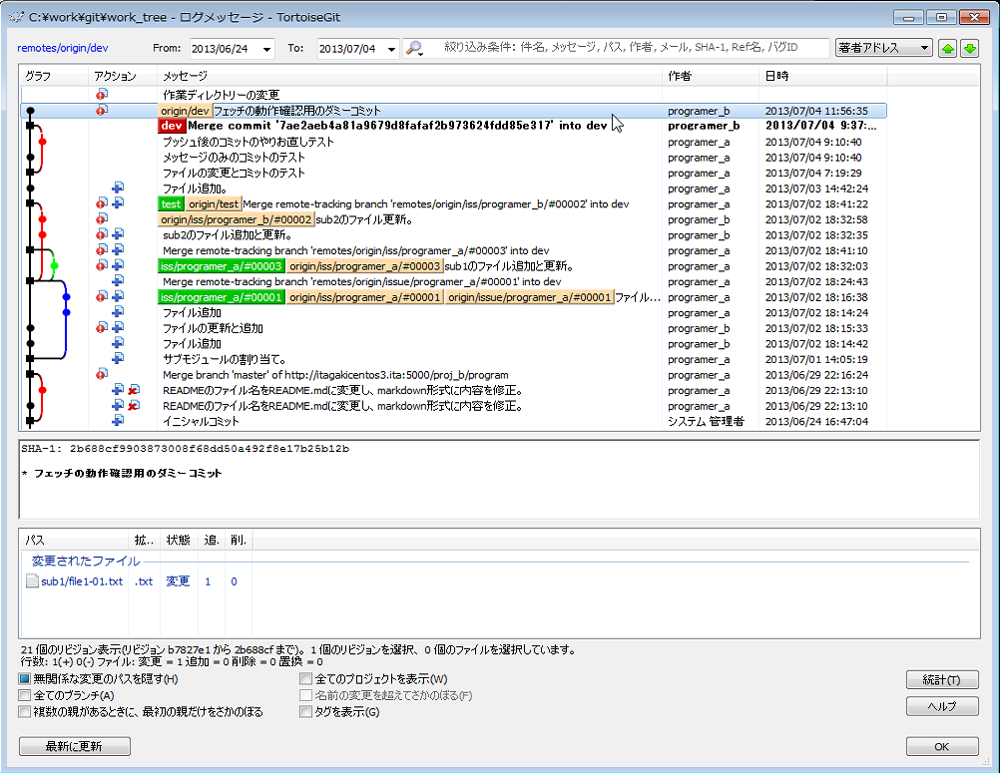 C:¥work¥git¥work_tree - ログメッセージ - TortoiseGit
remotes/origin/dev From: 2013/06/24 To: 2013/07/04 絞り込み条件: 件名, メッセージ, パス, 作者, メール, SHA-1, Ref名, バグID 著者アドレス
グラフ アクション メッセージ 作者 日時
作業ディレクトリーの変更
origin/dev フェッチの動作確認用のダミーコミット programer_b 2013/07/04 11:56:35
dev Merge commit '7ae2aeb4a81a9679d8fafaf2b973624fdd85e317' into dev programer_b 2013/07/04 9:37:...
プッシュ後のコミットのやりお直しテスト programer_a 2013/07/04 9:10:40
メッセージのみのコミットのテスト programer_a 2013/07/04 9:10:40
ファイルの変更とコミットのテスト programer_a 2013/07/04 7:19:29
ファイル追加。 programer_a 2013/07/03 14:42:24
test origin/test Merge remote-tracking branch 'remotes/origin/iss/programer_b/#00002' into dev programer_a 2013/07/02 18:41:22
origin/iss/programer_b/#00002 sub2のファイル更新。 programer_b 2013/07/02 18:32:58
sub2のファイル追加と更新。 programer_b 2013/07/02 18:32:35
Merge remote-tracking branch 'remotes/origin/iss/programer_a/#00003' into dev programer_a 2013/07/02 18:41:10
iss/programer_a/#00003 origin/iss/programer_a/#00003 sub1のファイル追加と更新。 programer_a 2013/07/02 18:32:03
Merge remote-tracking branch 'remotes/origin/issue/programer_a/#00001' into dev programer_a 2013/07/02 18:24:43
iss/programer_a/#00001 origin/iss/programer_a/#00001 origin/issue/programer_a/#00001 ファイル... programer_a 2013/07/02 18:16:38
ファイル追加 programer_a 2013/07/02 18:14:24
ファイルの更新と追加 programer_b 2013/07/02 18:15:33
ファイル追加 programer_b 2013/07/02 18:14:42
サブモジュールの割り当て。 programer_a 2013/07/01 14:05:19
Merge branch 'master' of http://itagakicentos3.ita:5000/proj_b/program programer_a 2013/06/29 22:16:24
READMEのファイル名をREADME.mdに変更し、markdown形式に内容を修正。 programer_a 2013/06/29 22:13:10
READMEのファイル名をREADME.mdに変更し、markdown形式に内容を修正。 programer_a 2013/06/29 22:13:10
イニシャルコミット システム 管理者 2013/06/24 16:47:04
SHA-1: 2b688cf9903873008f68dd50a492f8e17b25b12b
* フェッチの動作確認用のダミーコミット
パス 拡.. 状態 追. 削.
変更されたファイル
sub1/file1-01.txt .txt 変更 1 0
21 個のリビジョン表示(リビジョン b7827e1 から 2b688cf まで)。1 個のリビジョンを選択、0 個のファイルを選択しています。
行数: 1(+) 0(-) ファイル: 変更 = 1 追加 = 0 削除 = 0 置換 = 0
無関係な変更のパスを隠す(H) 全てのプロジェクトを表示(W) 統計(T)
全てのブランチ(A) 名前の変更を超えてさかのぼる(F) ヘルプ
複数の親があるときに、最初の親だけをさかのぼる タグを表示(G)
最新に更新 OK